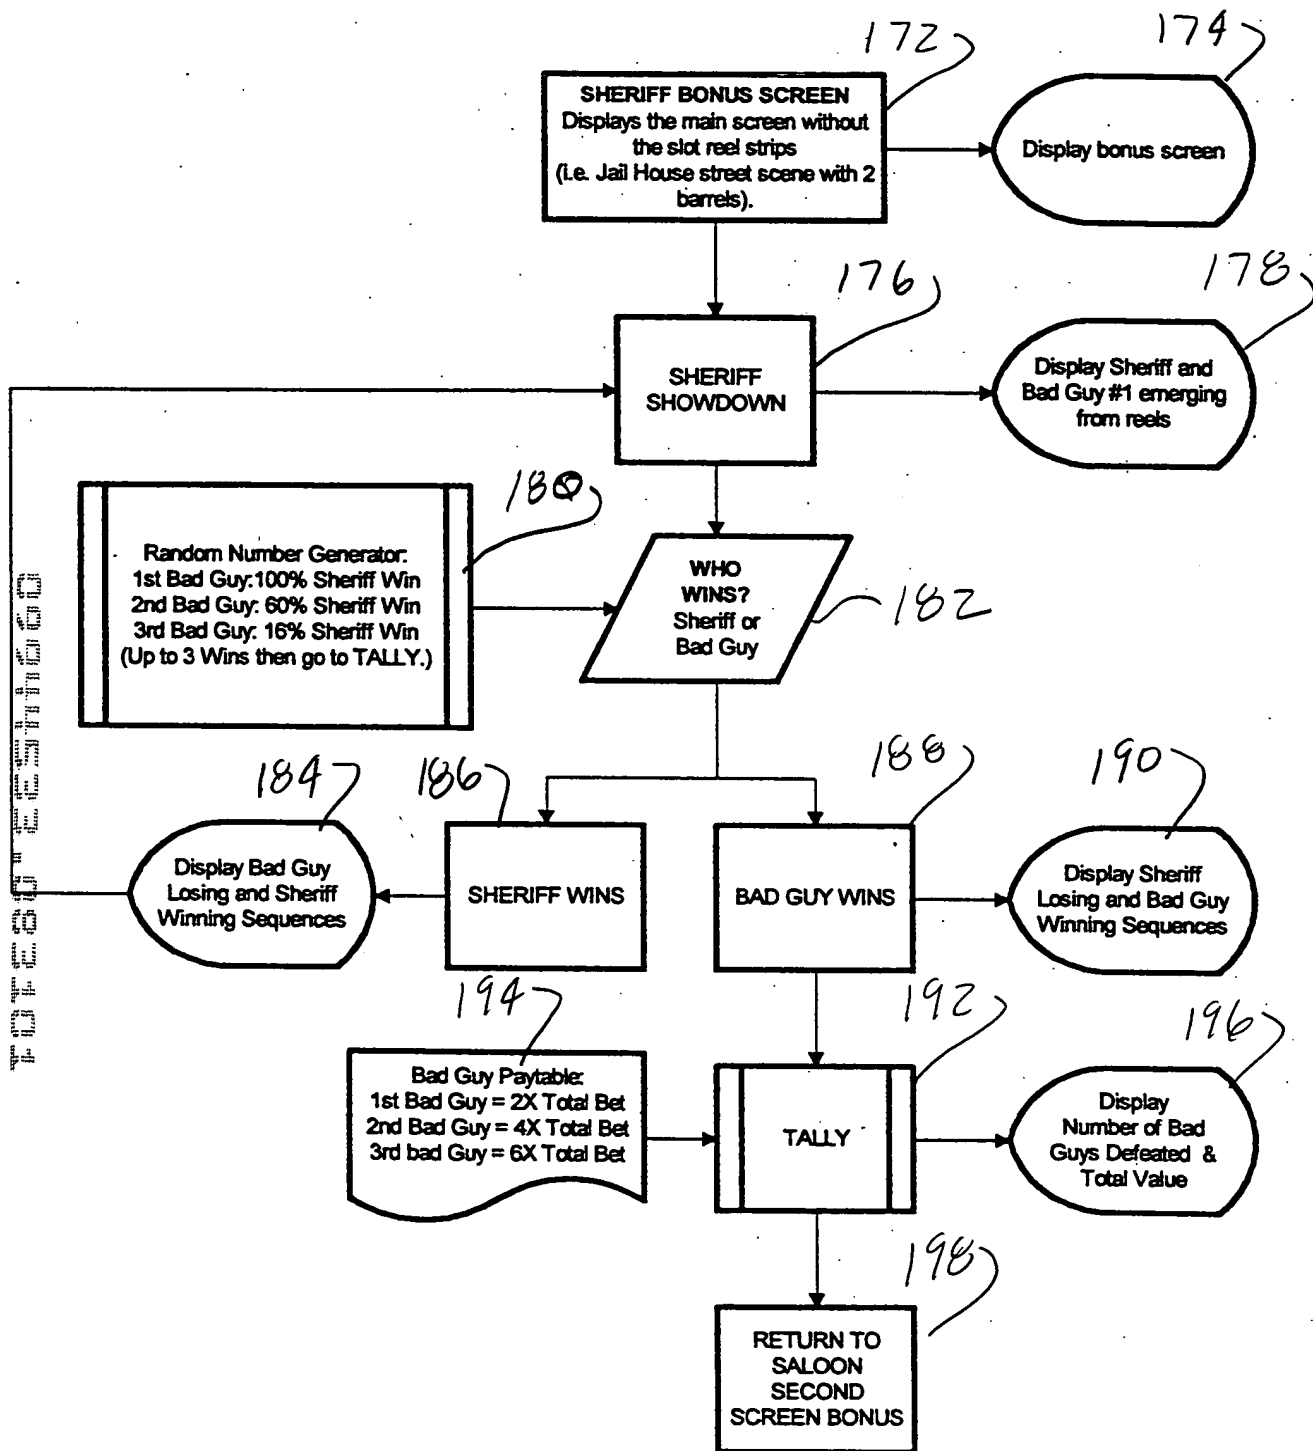 172
174
SHERIFF BONUS SCREEN
Displays the main screen without
the slot reel strips
(i.e. Jail House street scene with 2
barrels).
Display bonus screen
176
178
SHERIFF
SHOWDOWN
Display Sheriff and
Bad Guy #1 emerging
from reels
180
Random Number Generator:
1st Bad Guy:100% Sheriff Win
2nd Bad Guy: 60% Sheriff Win
3rd Bad Guy: 16% Sheriff Win
(Up to 3 Wins then go to TALLY.)
WHO
WINS?
Sheriff or
Bad Guy
182
184
186
188
190
Display Bad Guy
Losing and Sheriff
Winning Sequences
SHERIFF WINS
BAD GUY WINS
Display Sheriff
Losing and Bad Guy
Winning Sequences
194
192
196
Bad Guy Paytable:
1st Bad Guy = 2X Total Bet
2nd Bad Guy = 4X Total Bet
3rd bad Guy = 6X Total Bet
TALLY
Display
Number of Bad
Guys Defeated &
Total Value
198
RETURN TO
SALOON
SECOND
SCREEN BONUS